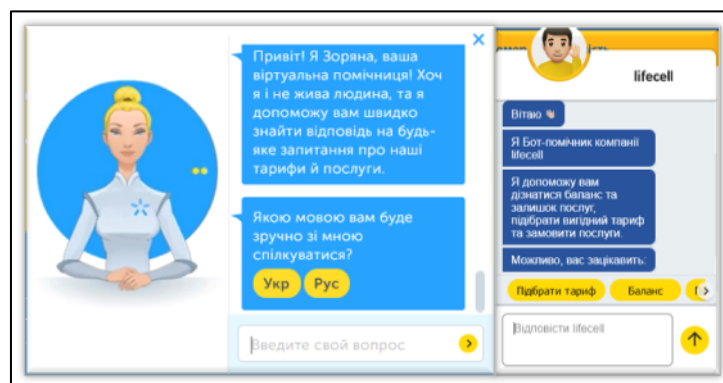 Привіт! Я Зоряна, ваша
віртуальна помічниця! Хоч
я і не жива людина, та я
допоможу вам швидко
знайти відповідь на будь-
яке запитання про наші
тарифи й послуги.
Якою мовою вам буде
зручно зі мною
спілкуватися?
Укр Рус
Введите свой вопрос
lifecell
Вітаю
Я Бот-помічник компанії
lifecell
Я допоможу вам
дізнатися баланс та
залишок послуг,
підібрати вигідний тариф
та замовити послуги.
Можливо, вас зацікавить:
Підібрати тариф Баланс
Відповісти lifecell